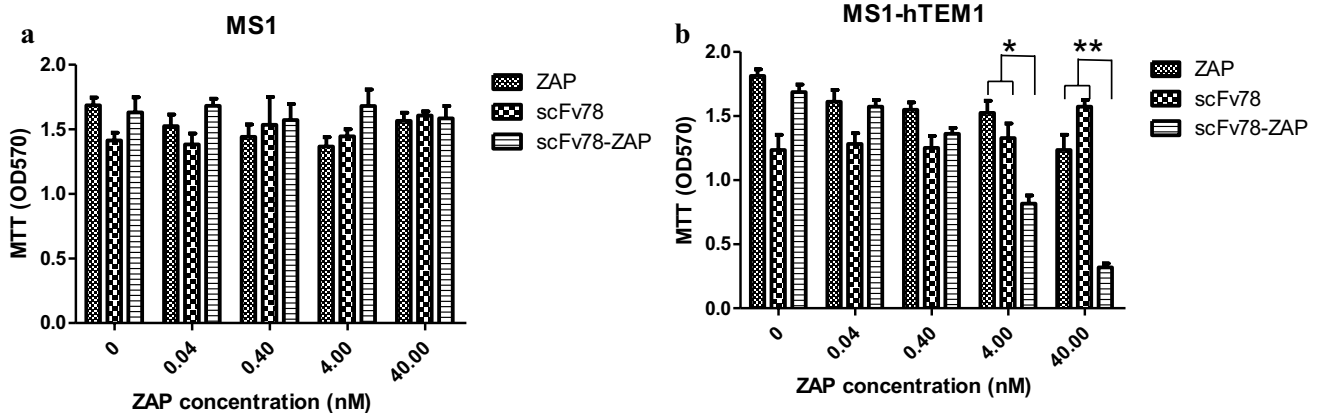 a
MS1
MTT (OD570)
2.0
1.5
1.0
0.5
0.0
0
0.04
0.40
4.00
40.00
ZAP concentration (nM)
ZAP
scFv78
scFv78-ZAP
b
MS1-hTEM1
MTT (OD570)
2.0
1.5
1.0
0.5
0.0
*
**
0
0.04
0.40
4.00
40.00
ZAP concentration (nM)
ZAP
scFv78
scFv78-ZAP